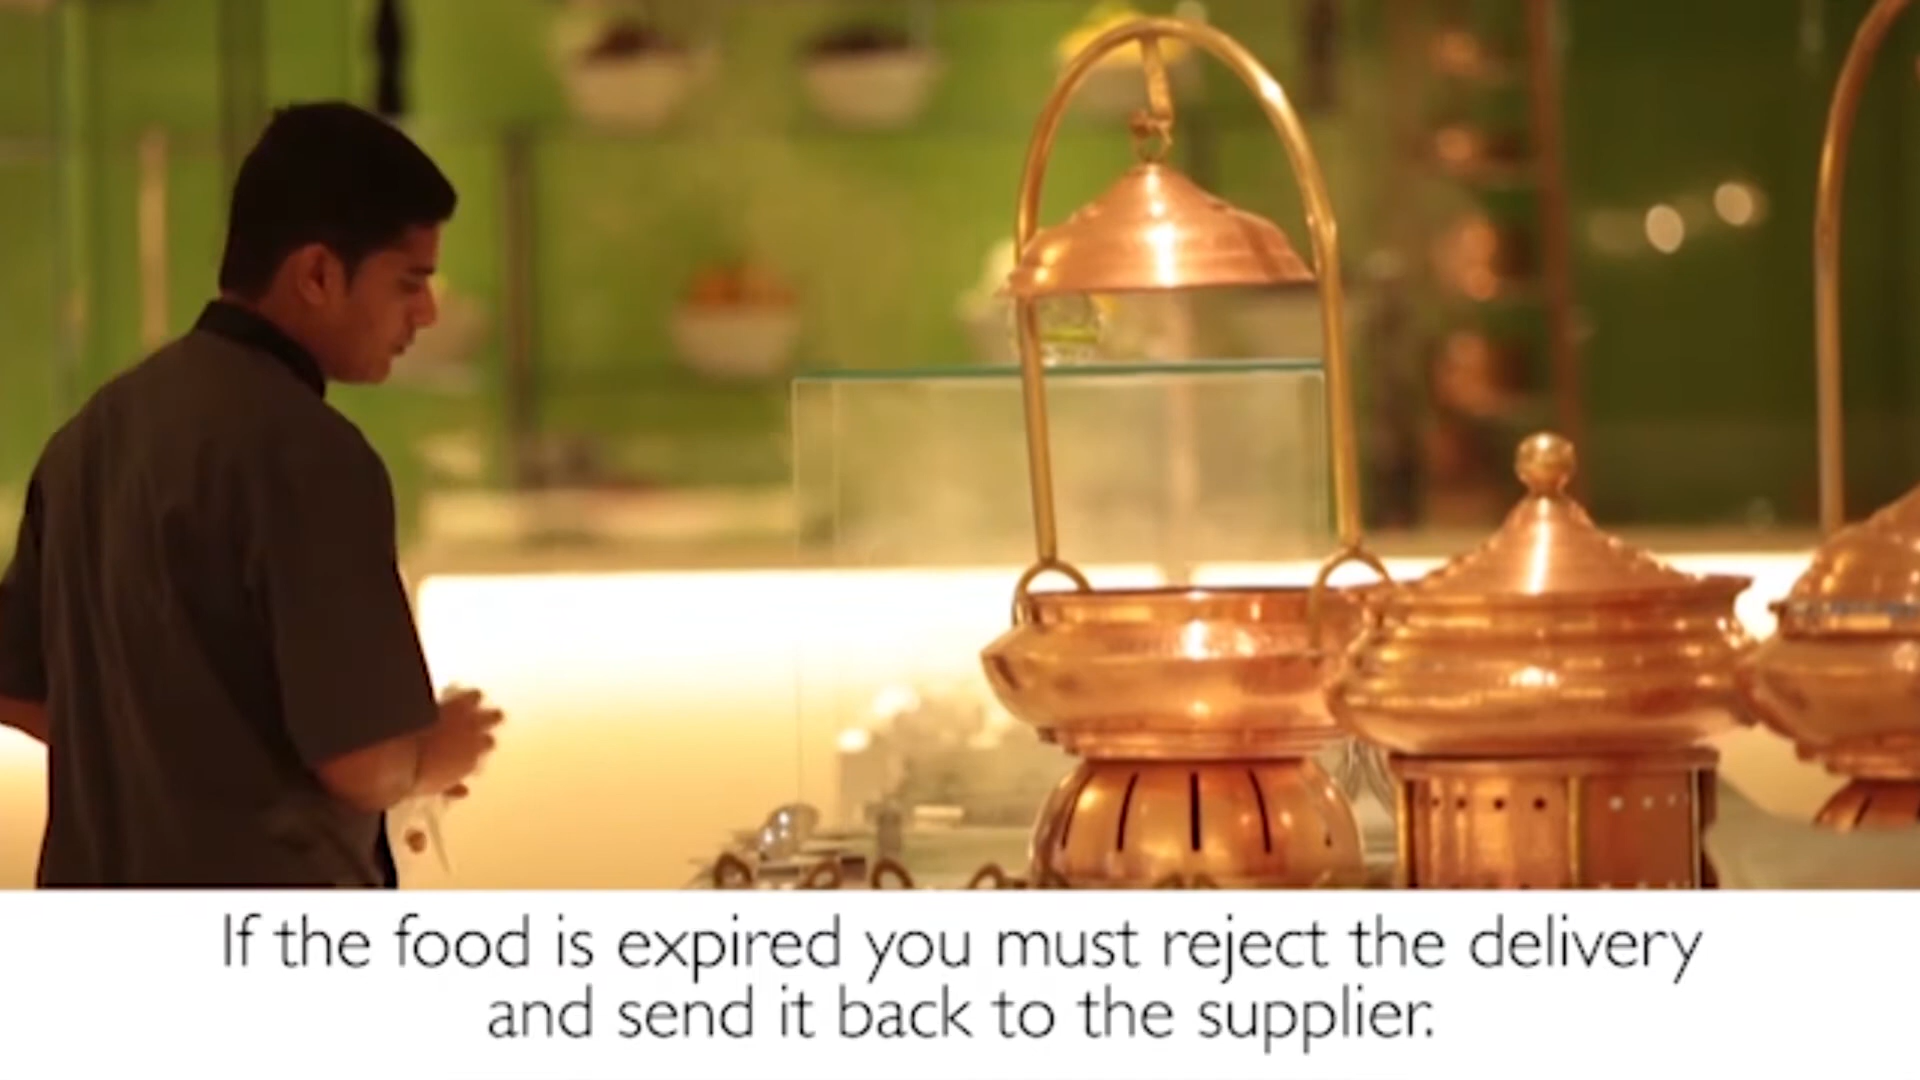 If the food is expired you must reject the delivery
and send it back to the supplier.